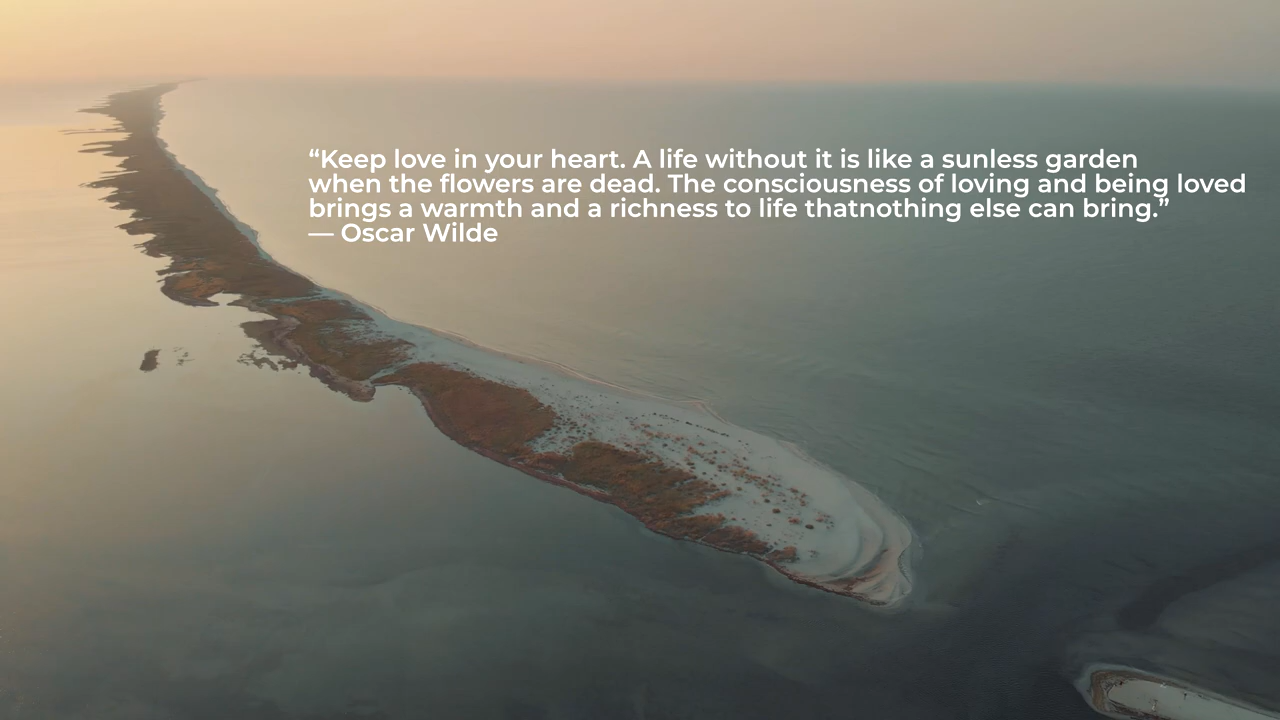 “Keep love in your heart. A life without it is like a sunless garden
when the flowers are dead. The consciousness of loving and being loved
brings a warmth and a richness to life thatnothing else can bring.”
— Oscar Wilde